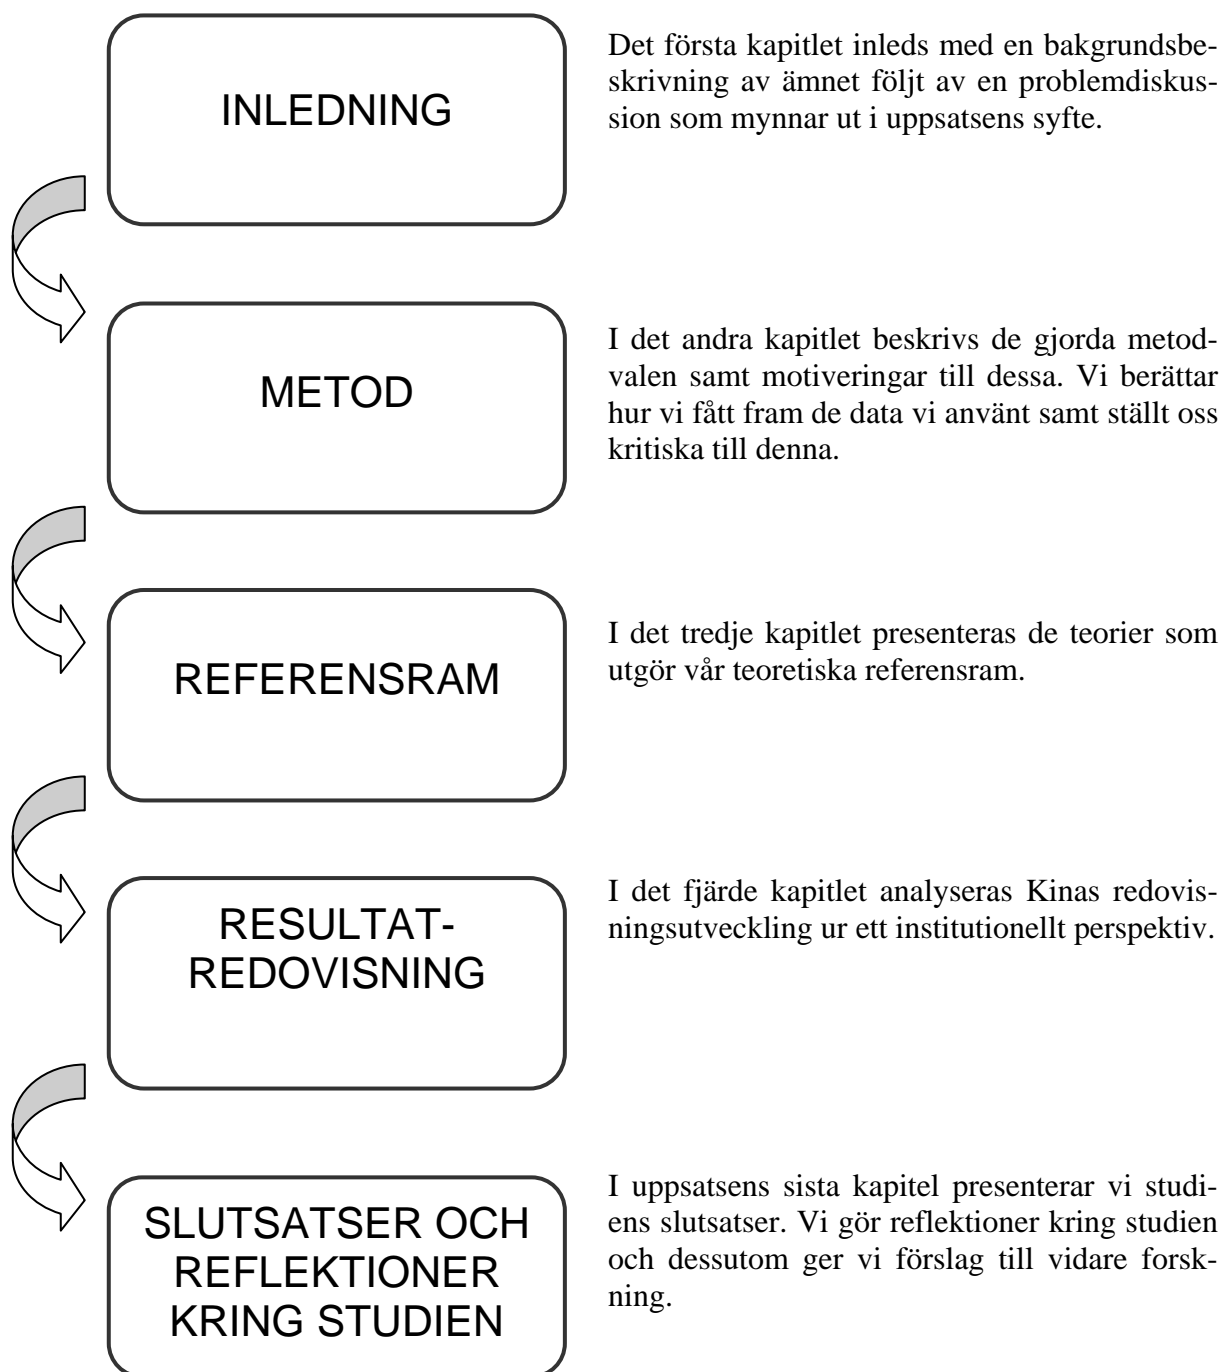 INLEDNING
Det första kapitlet inleds med en bakgrundsbe-
skrivning av ämnet följt av en problemdiskus-
sion som mynnar ut i uppsatsens syfte.
METOD
I det andra kapitlet beskrivs de gjorda metod-
valen samt motiveringar till dessa. Vi berättar
hur vi fått fram de data vi använt samt ställt oss
kritiska till denna.
REFERENSRAM
I det tredje kapitlet presenteras de teorier som
utgör vår teoretiska referensram.
RESULTAT-
REDOVISNING
I det fjärde kapitlet analyseras Kinas redovis-
ningsutveckling ur ett institutionellt perspektiv.
SLUTSATSER OCH
REFLEKTIONER
KRING STUDIEN
I uppsatsens sista kapitel presenterar vi studi-
ens slutsatser. Vi gör reflektioner kring studien
och dessutom ger vi förslag till vidare forsk-
ning.